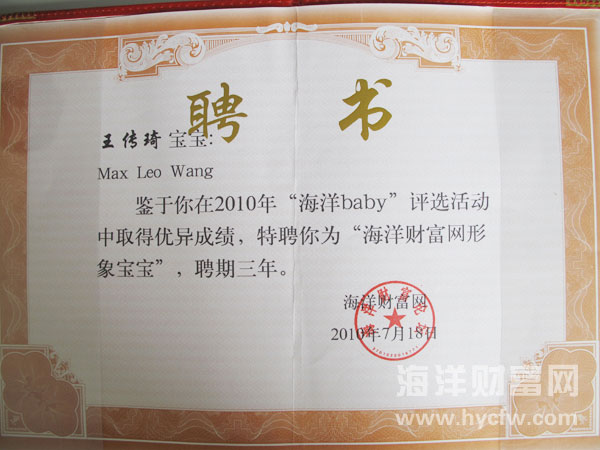 聘书
王传琦宝宝:
Max Leo Wang
鉴于你在2010年“海洋baby”评选活动
中取得优异成绩，特聘你为“海洋财富网形
象宝宝”，聘期三年。
海洋财富网
2010年7月18日
海洋财富网
www.hycfw.com